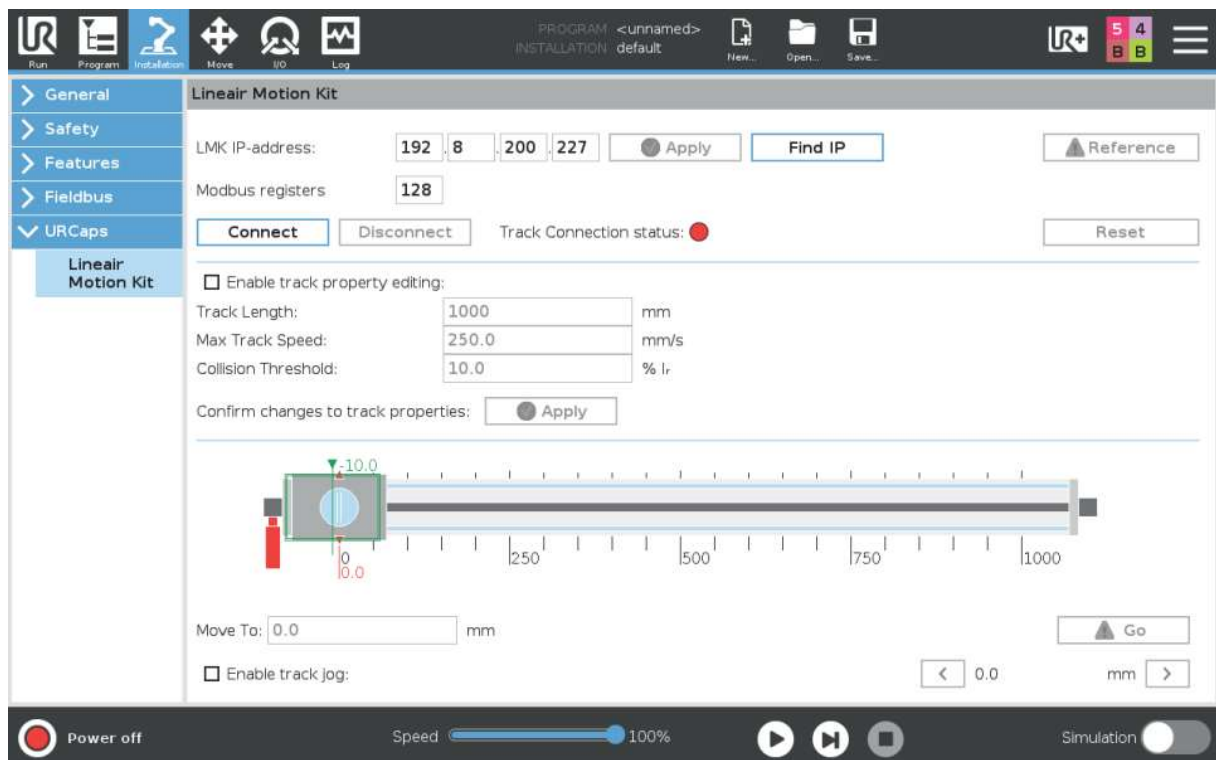 PROGRAM <unnamed>
INSTALLATION default
UR+
5 4
B B
Run Program Installation Move I/O Log New... Open... Save...
General
Safety
Features
Fieldbus
URCaps
Lineair
Motion Kit
Lineair Motion Kit
LMK IP-address: 192 . 8 . 200 . 227 Apply Find IP Reference
Modbus registers 128
Connect Disconnect Track Connection status: Reset
Enable track property editing:
Track Length: 1000 mm
Max Track Speed: 250.0 mm/s
Collision Threshold: 10.0 % Ir
Confirm changes to track properties: Apply
-10.0
0 250 500 750 1000
0.0
Move To: 0.0 mm Go
Enable track jog: < 0.0 mm >
Power off Speed 100% Simulation